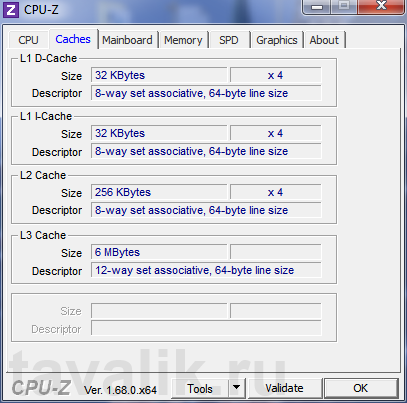 CPU-Z
CPU Caches Mainboard Memory SPD Graphics About
L1 D-Cache
Size 32 KBytes x 4
Descriptor 8-way set associative, 64-byte line size
L1 I-Cache
Size 32 KBytes x 4
Descriptor 8-way set associative, 64-byte line size
L2 Cache
Size 256 KBytes x 4
Descriptor 8-way set associative, 64-byte line size
L3 Cache
Size 6 MBytes
Descriptor 12-way set associative, 64-byte line size
Size
Descriptor
tavalik.ru
CPU-Z Ver. 1.68.0.x64 Tools Validate OK